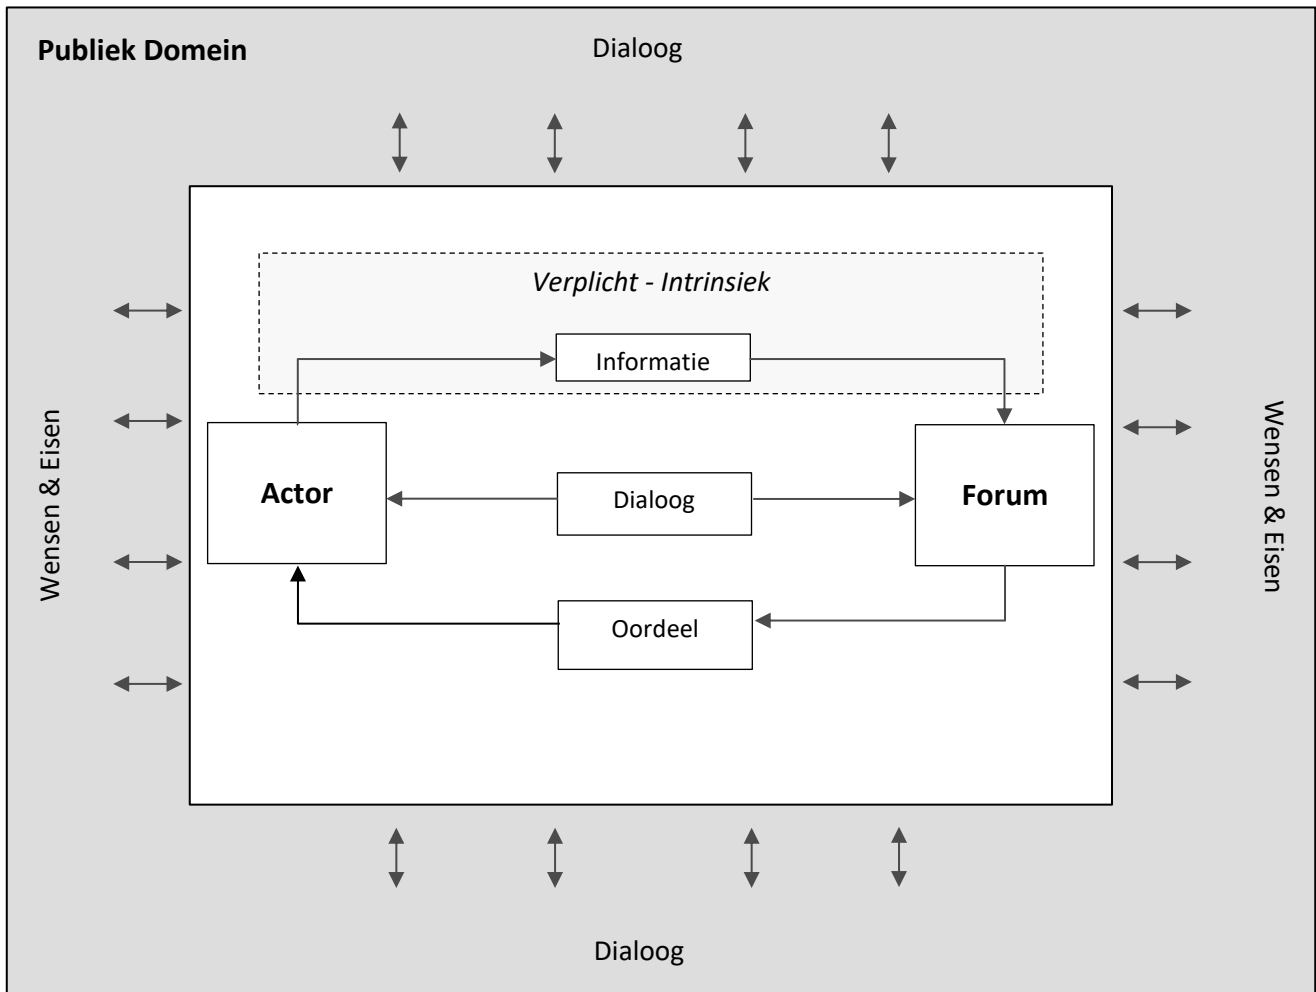 Publiek Domein
Dialoog
Verplicht - Intrinsiek
Informatie
Wensen & Eisen
Actor
Dialoog
Forum
Wensen & Eisen
Oordeel
Dialoog